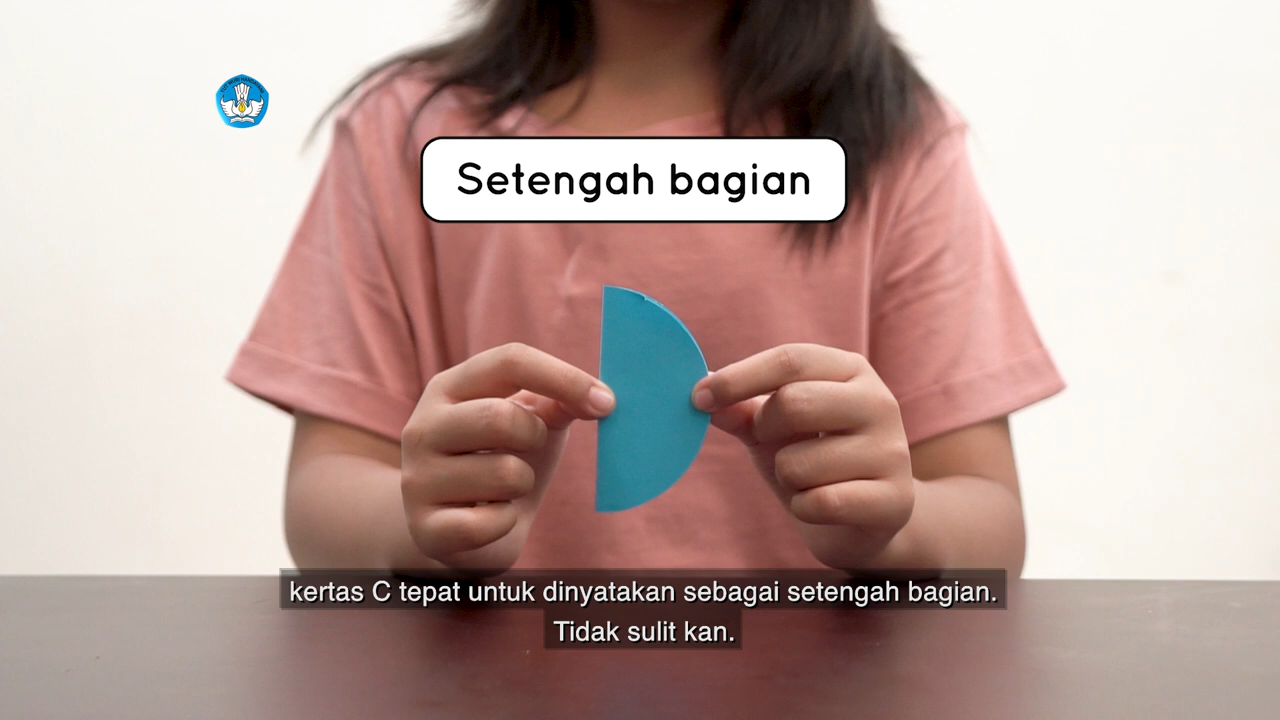 Setengah bagian
kertas C tepat untuk dinyatakan sebagai setengah bagian.
Tidak sulit kan.